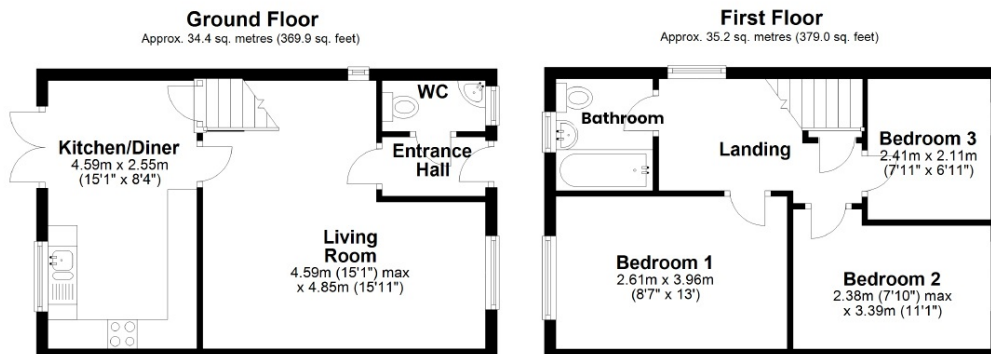 Ground Floor
Approx. 34.4 sq. metres (369.9 sq. feet)
WC
Kitchen/Diner
4.59m x 2.55m
(15'1" x 8'4")
Entrance
Hall
Living
Room
4.59m (15'1") max
x 4.85m (15'11")
First Floor
Approx. 35.2 sq. metres (379.0 sq. feet)
Bathroom
Landing
Bedroom 3
2.41m x 2.11m
(7'11" x 6'11")
Bedroom 1
2.61m x 3.96m
(8'7" x 13')
Bedroom 2
2.38m (7'10") max
x 3.39m (11'1")